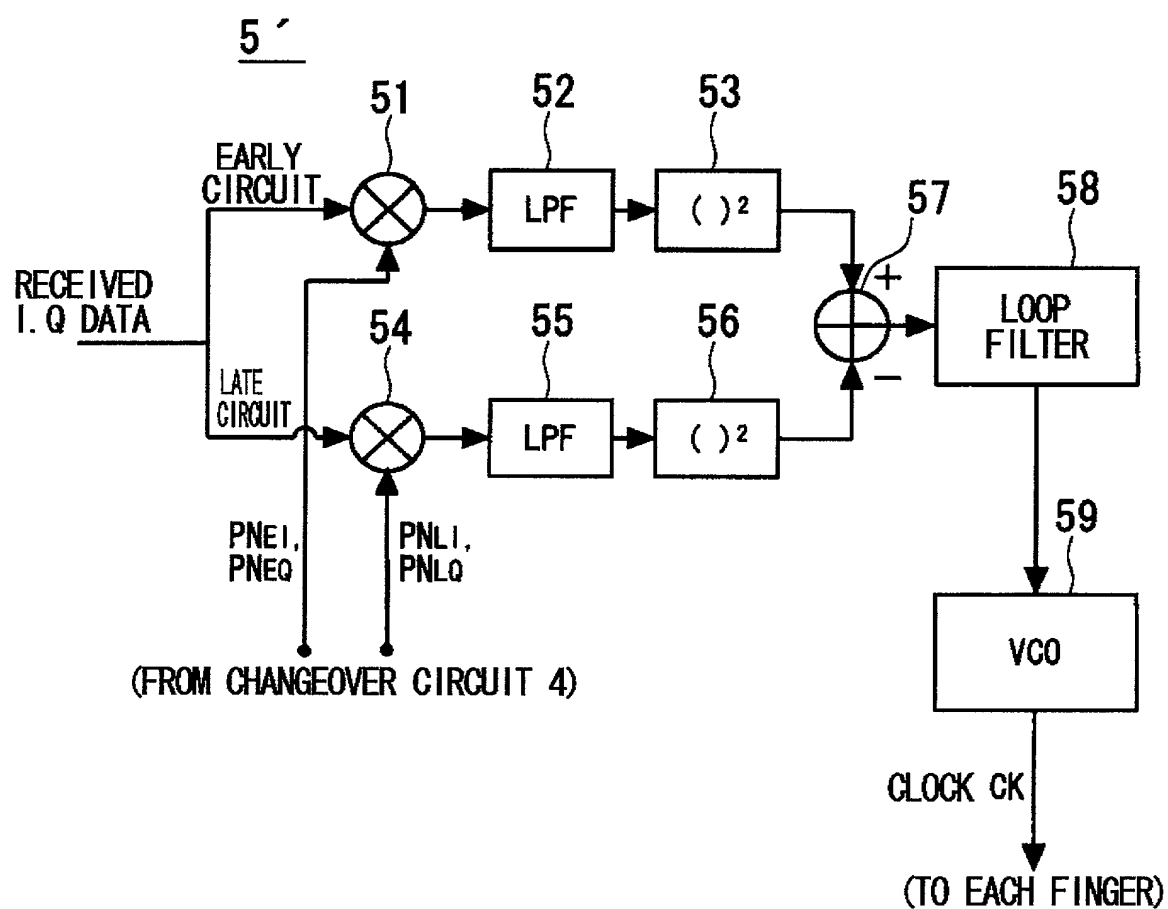 5´
51
52
53
EARLY
CIRCUIT
LPF
( )²
57
58
+
RECEIVED
I.Q DATA
54
55
56
LOOP
FILTER
−
LATE
CIRCUIT
LPF
( )²
PNEI,
PNEQ
PNLI,
PNLQ
59
VCO
(FROM CHANGEOVER CIRCUIT 4)
CLOCK CK
(TO EACH FINGER)